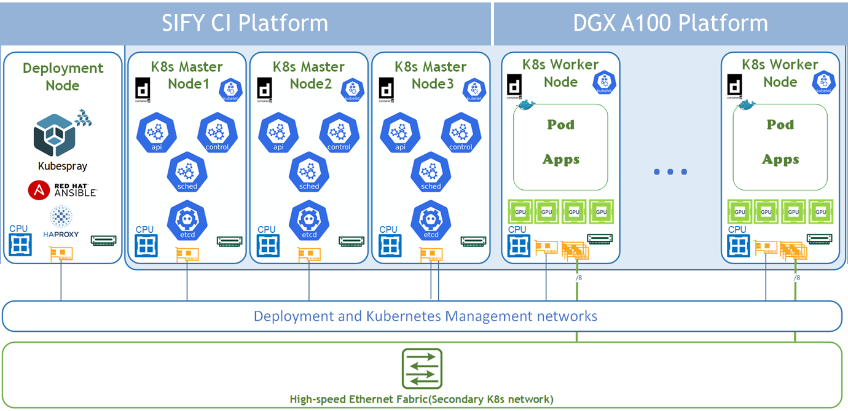 SIFY CI Platform
DGX A100 Platform
Deployment
Node
Kubespray
RED HAT
ANSIBLE
HAPROXY
CPU
K8s Master
Node1
api
control
sched
etcd
CPU
K8s Master
Node2
api
control
sched
etcd
CPU
K8s Master
Node3
api
control
sched
etcd
CPU
K8s Worker
Node
Pod
Apps
GPU
GPU
GPU
GPU
CPU
/8
...
K8s Worker
Node
Pod
Apps
GPU
GPU
GPU
GPU
CPU
/8
Deployment and Kubernetes Management networks
High-speed Ethernet Fabric(Secondary K8s network)